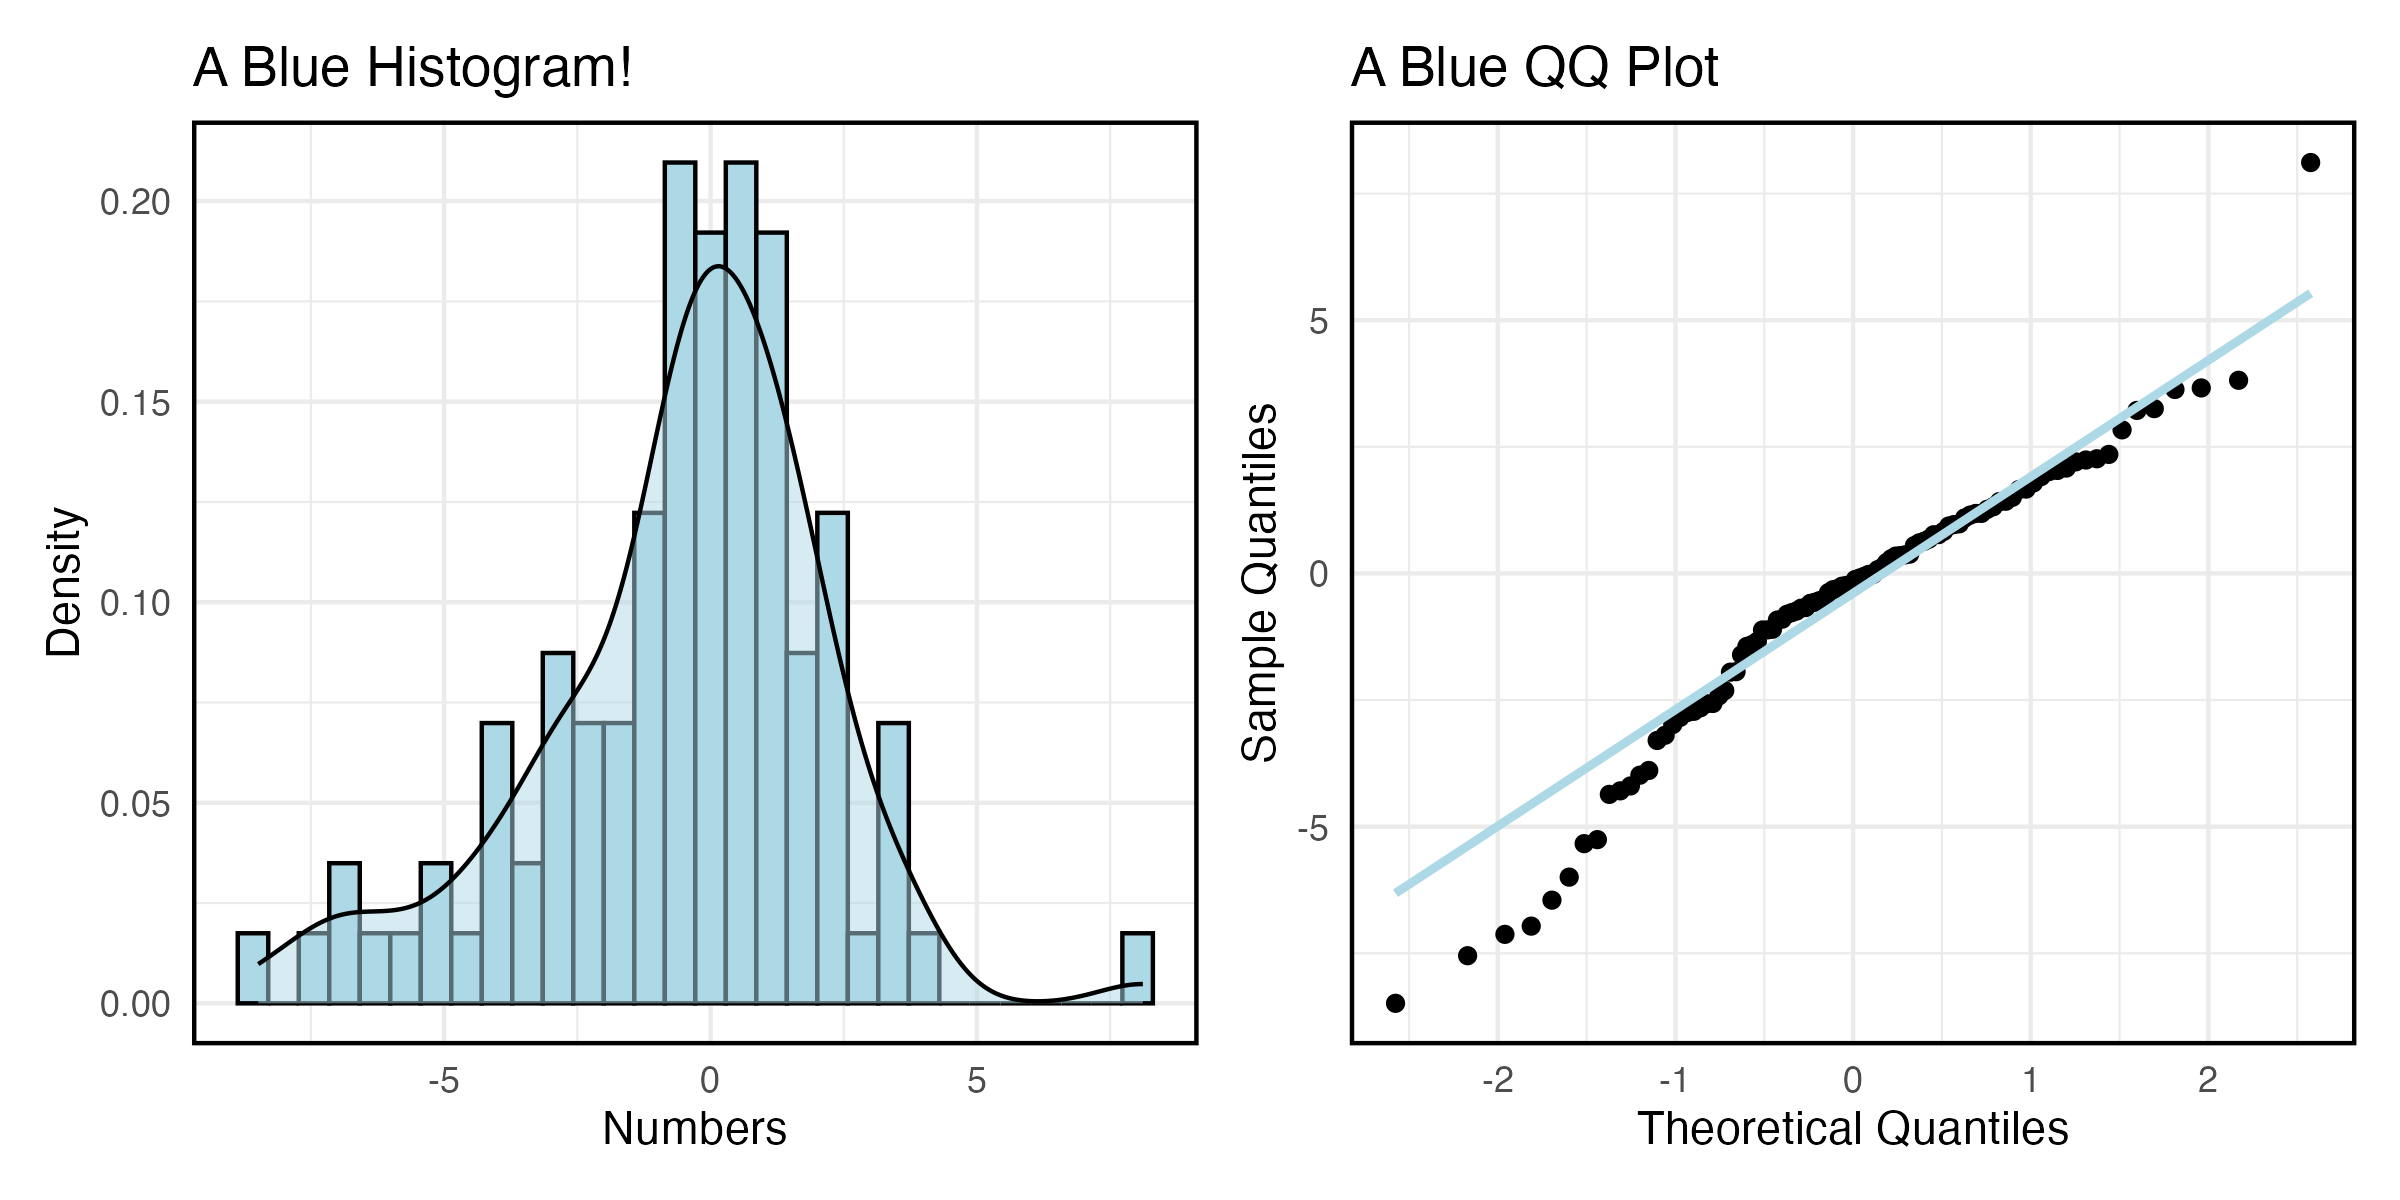 A Blue Histogram!
Density
0.20
0.15
0.10
0.05
0.00
-5
0
5
Numbers
A Blue QQ Plot
Sample Quantiles
5
0
-5
-2
-1
0
1
2
Theoretical Quantiles